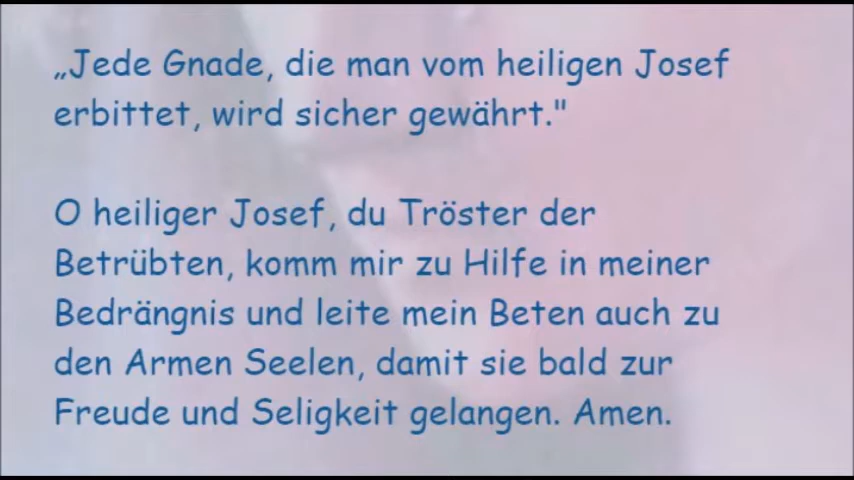 „Jede Gnade, die man vom heiligen Josef
erbittet, wird sicher gewährt."
O heiliger Josef, du Tröster der
Betrübten, komm mir zu Hilfe in meiner
Bedrängnis und leite mein Beten auch zu
den Armen Seelen, damit sie bald zur
Freude und Seligkeit gelangen. Amen.